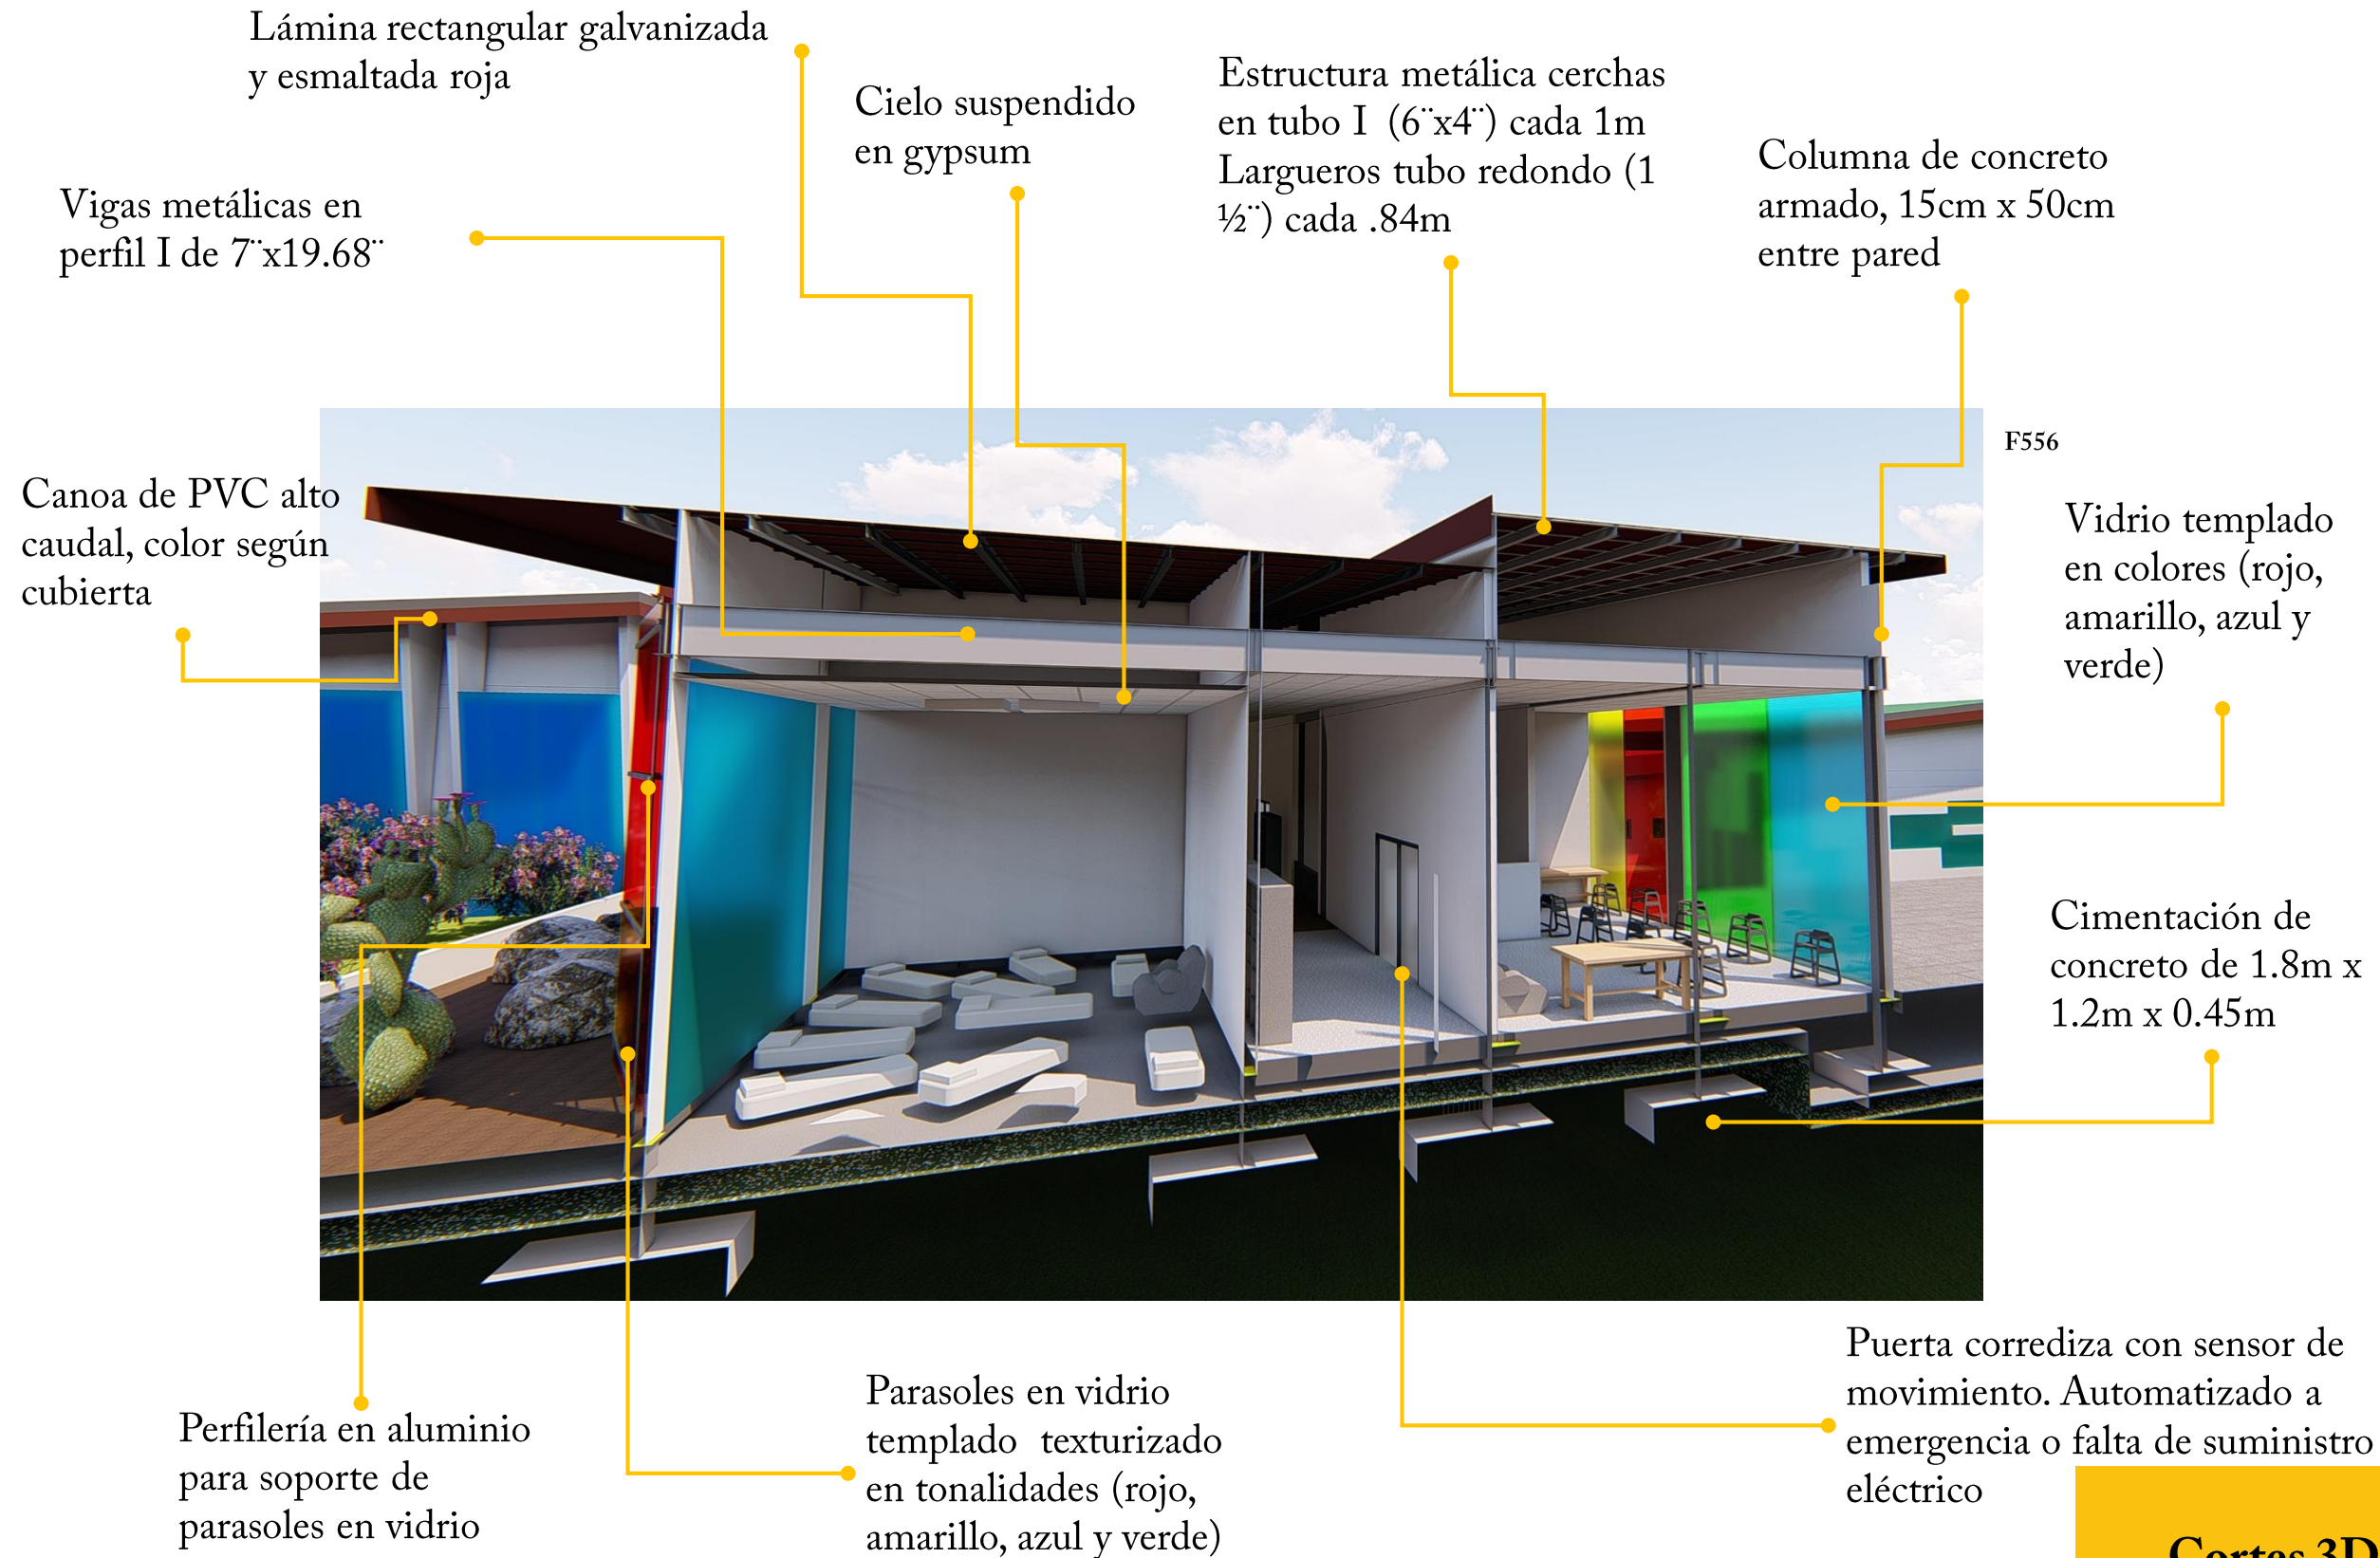 Lámina rectangular galvanizada
y esmaltada roja
Cielo suspendido
en gypsum
Estructura metálica cerchas
en tubo I  (6¨x4¨) cada 1m
Largueros tubo redondo (1
½¨) cada .84m
Columna de concreto
armado, 15cm x 50cm
entre pared
Vigas metálicas en
perfil I de 7¨x19.68¨
F556
Canoa de PVC alto
caudal, color según
cubierta
Vidrio templado
en colores (rojo,
amarillo, azul y
verde)
Cimentación de
concreto de 1.8m x
1.2m x 0.45m
Perfilería en aluminio
para soporte de
parasoles en vidrio
Parasoles en vidrio
templado  texturizado
en tonalidades (rojo,
amarillo, azul y verde)
Puerta corrediza con sensor de
movimiento. Automatizado a
emergencia o falta de suministro
eléctrico
Cortes 3D